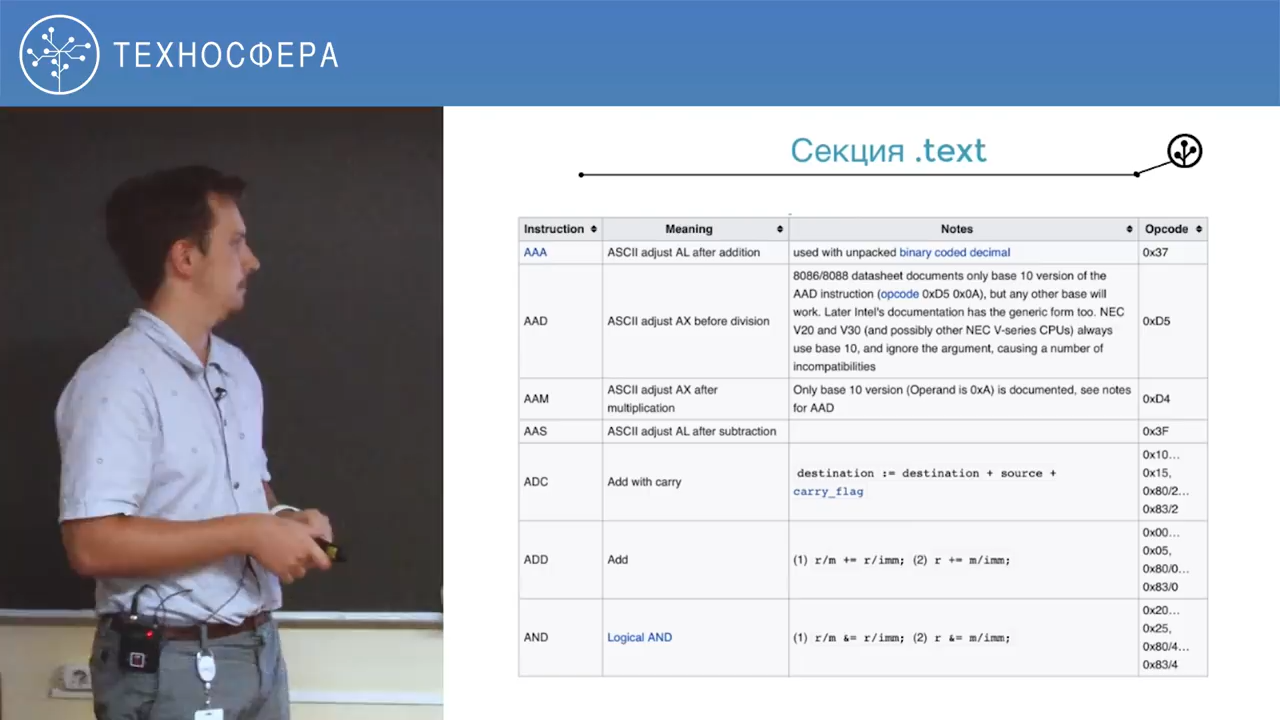 ТЕХНОСФЕРА
Секция .text
Instruction Meaning Notes Opcode
AAA ASCII adjust AL after addition used with unpacked binary coded decimal 0x37
AAD ASCII adjust AX before division
8086/8088 datasheet documents only base 10 version of the
AAD instruction (opcode 0xD5 0x0A), but any other base will
work. Later Intel's documentation has the generic form too. NEC
V20 and V30 (and possibly other NEC V-series CPUs) always
use base 10, and ignore the argument, causing a number of
incompatibilities
0xD5
AAM
ASCII adjust AX after
multiplication
Only base 10 version (Operand is 0xA) is documented, see notes
for AAD
0xD4
AAS ASCII adjust AL after subtraction 0x3F
ADC Add with carry
destination := destination + source +
carry_flag
0x10...
0x15,
0x80/2...
0x83/2
ADD Add (1) r/m += r/imm; (2) r += m/imm;
0x00...
0x05,
0x80/0...
0x83/0
AND Logical AND (1) r/m &= r/imm; (2) r &= m/imm;
0x20...
0x25,
0x80/4...
0x83/4